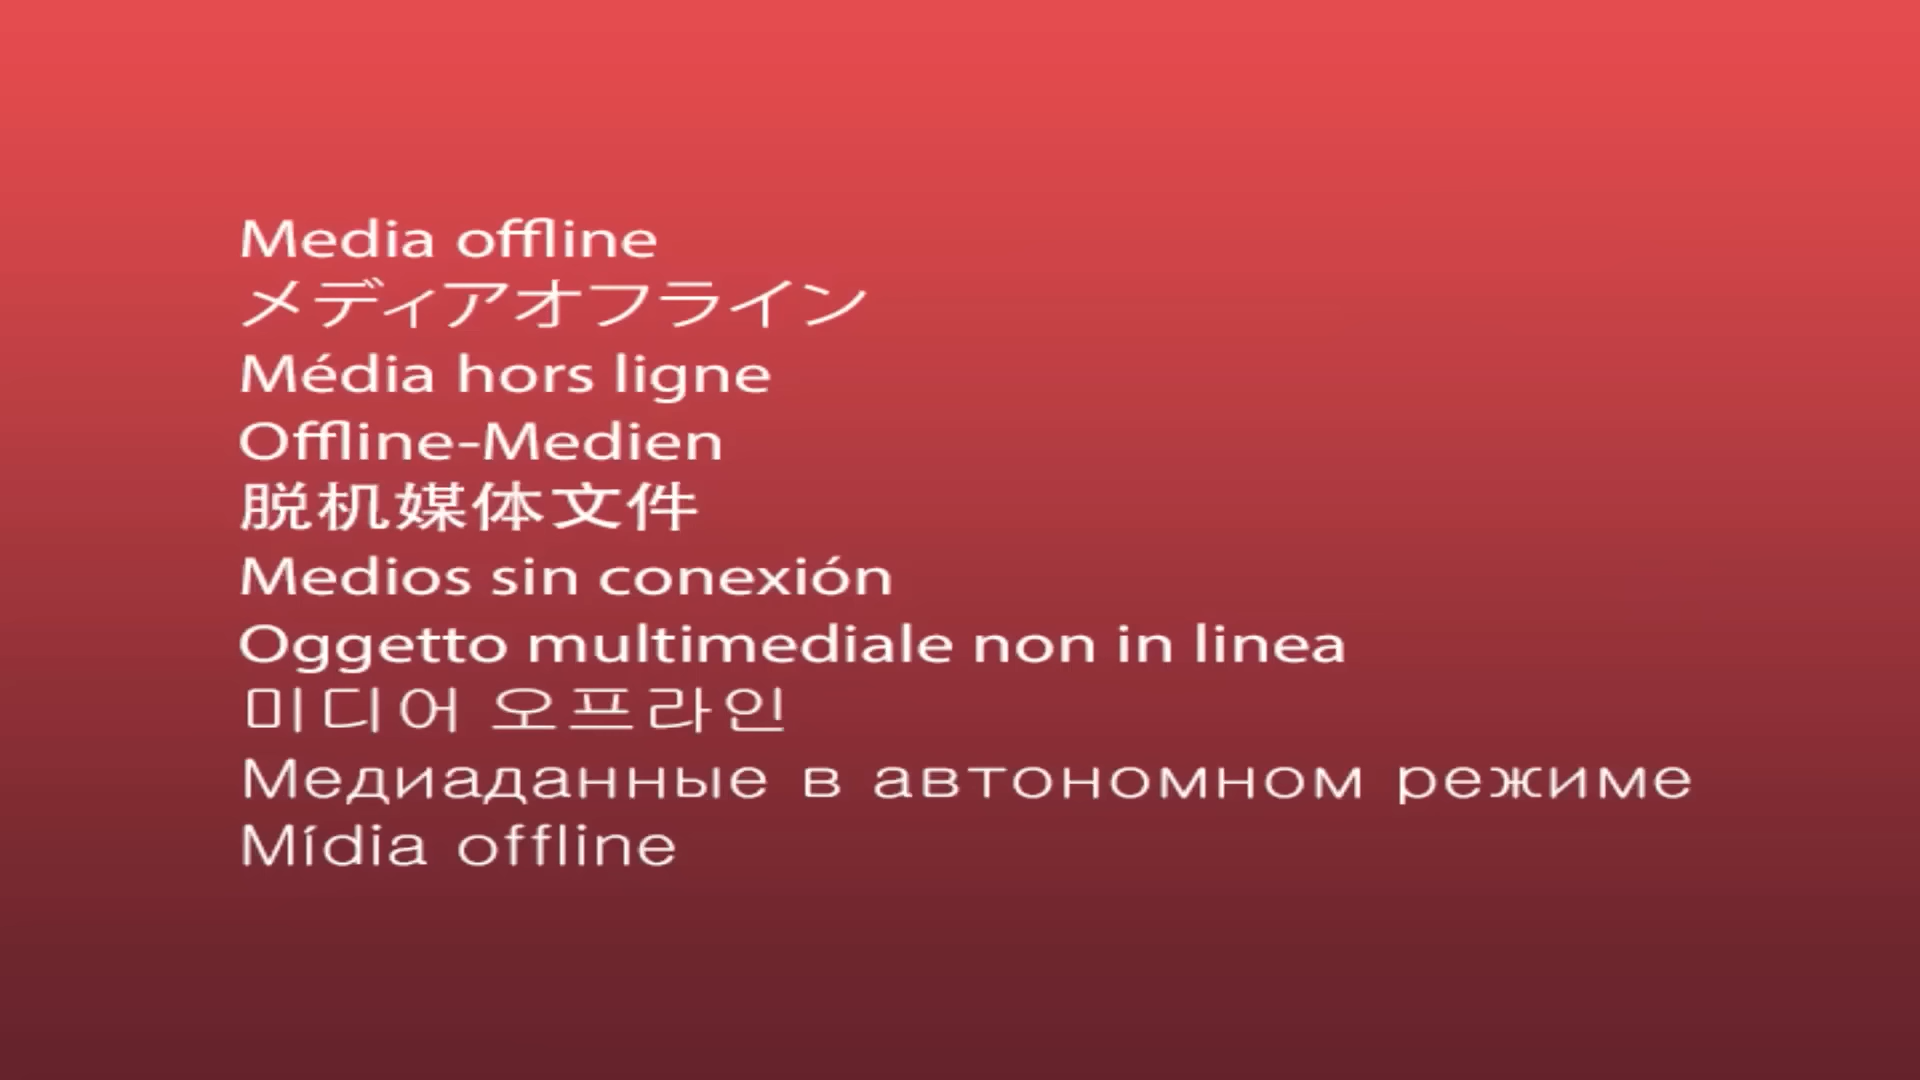 Media offline
メディアオフライン
Média hors ligne
Offline-Medien
脱机媒体文件
Medios sin conexión
Oggetto multimediale non in linea
미디어 오프라인
Медиаданные в автономном режиме
Mídia offline